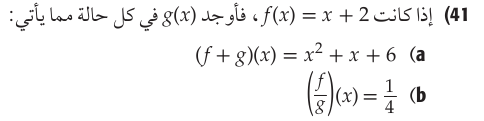 41) إذا كانت f(x) = x + 2، فأوجد g(x) في كل حالة مما يأتي:
a) (f + g)(x) = x² + x + 6
b) (f/g)(x) = 1/4